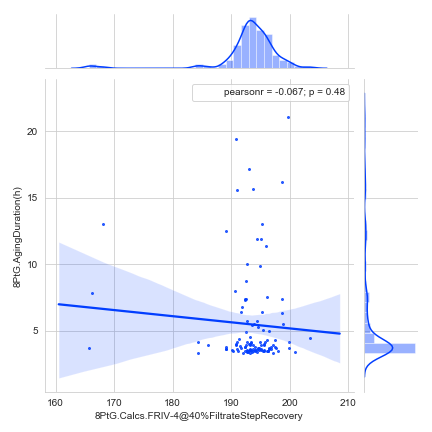 pearsonr = -0.067; p = 0.48
20
15
10
5
8PtG.AgingDuration(h)
160 170 180 190 200 210
8PtG.Calcs.FRIV-4@40%FiltrateStepRecovery